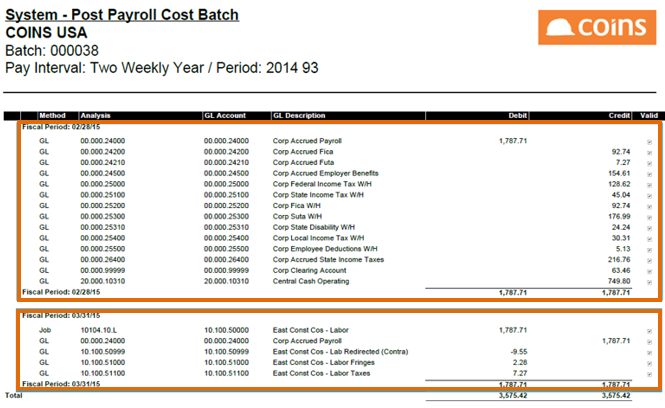 System - Post Payroll Cost Batch
COINS USA
Batch: 000038
Pay Interval: Two Weekly Year / Period: 2014 93
coins
Method Analysis GL Account GL Description Debit Credit Valid
Fiscal Period: 02/28/15
GL 00.000.24000 00.000.24000 Corp Accrued Payroll 1,787.71
GL 00.000.24200 00.000.24200 Corp Accrued Fica 92.74
GL 00.000.24210 00.000.24210 Corp Accrued Futa 7.27
GL 00.000.24500 00.000.24500 Corp Accrued Employer Benefits 154.61
GL 00.000.25000 00.000.25000 Corp Federal Income Tax W/H 128.62
GL 00.000.25100 00.000.25100 Corp State Income Tax W/H 45.04
GL 00.000.25200 00.000.25200 Corp Fica W/H 92.74
GL 00.000.25300 00.000.25300 Corp Suta W/H 176.99
GL 00.000.25310 00.000.25310 Corp State Disability W/H 24.24
GL 00.000.25400 00.000.25400 Corp Local Income Tax W/H 30.31
GL 00.000.25500 00.000.25500 Corp Employee Deductions W/H 5.13
GL 00.000.26400 00.000.26400 Corp Accrued State Income Taxes 216.76
GL 00.000.99999 00.000.99999 Corp Clearing Account 63.46
GL 20.000.10310 20.000.10310 Central Cash Operating 749.80
Fiscal Period: 02/28/15 1,787.71 1,787.71
Fiscal Period: 03/31/15
Job 10104.10.L 10.100.50000 East Const Cos - Labor 1,787.71
GL 00.000.24000 00.000.24000 Corp Accrued Payroll 1,787.71
GL 10.100.50999 10.100.50999 East Const Cos - Lab Redirected (Contra) -9.55
GL 10.100.51000 10.100.51000 East Const Cos - Labor Fringes 2.28
GL 10.100.51100 10.100.51100 East Const Cos - Labor Taxes 7.27
Fiscal Period: 03/31/15 1,787.71 1,787.71
Total 3,575.42 3,575.42